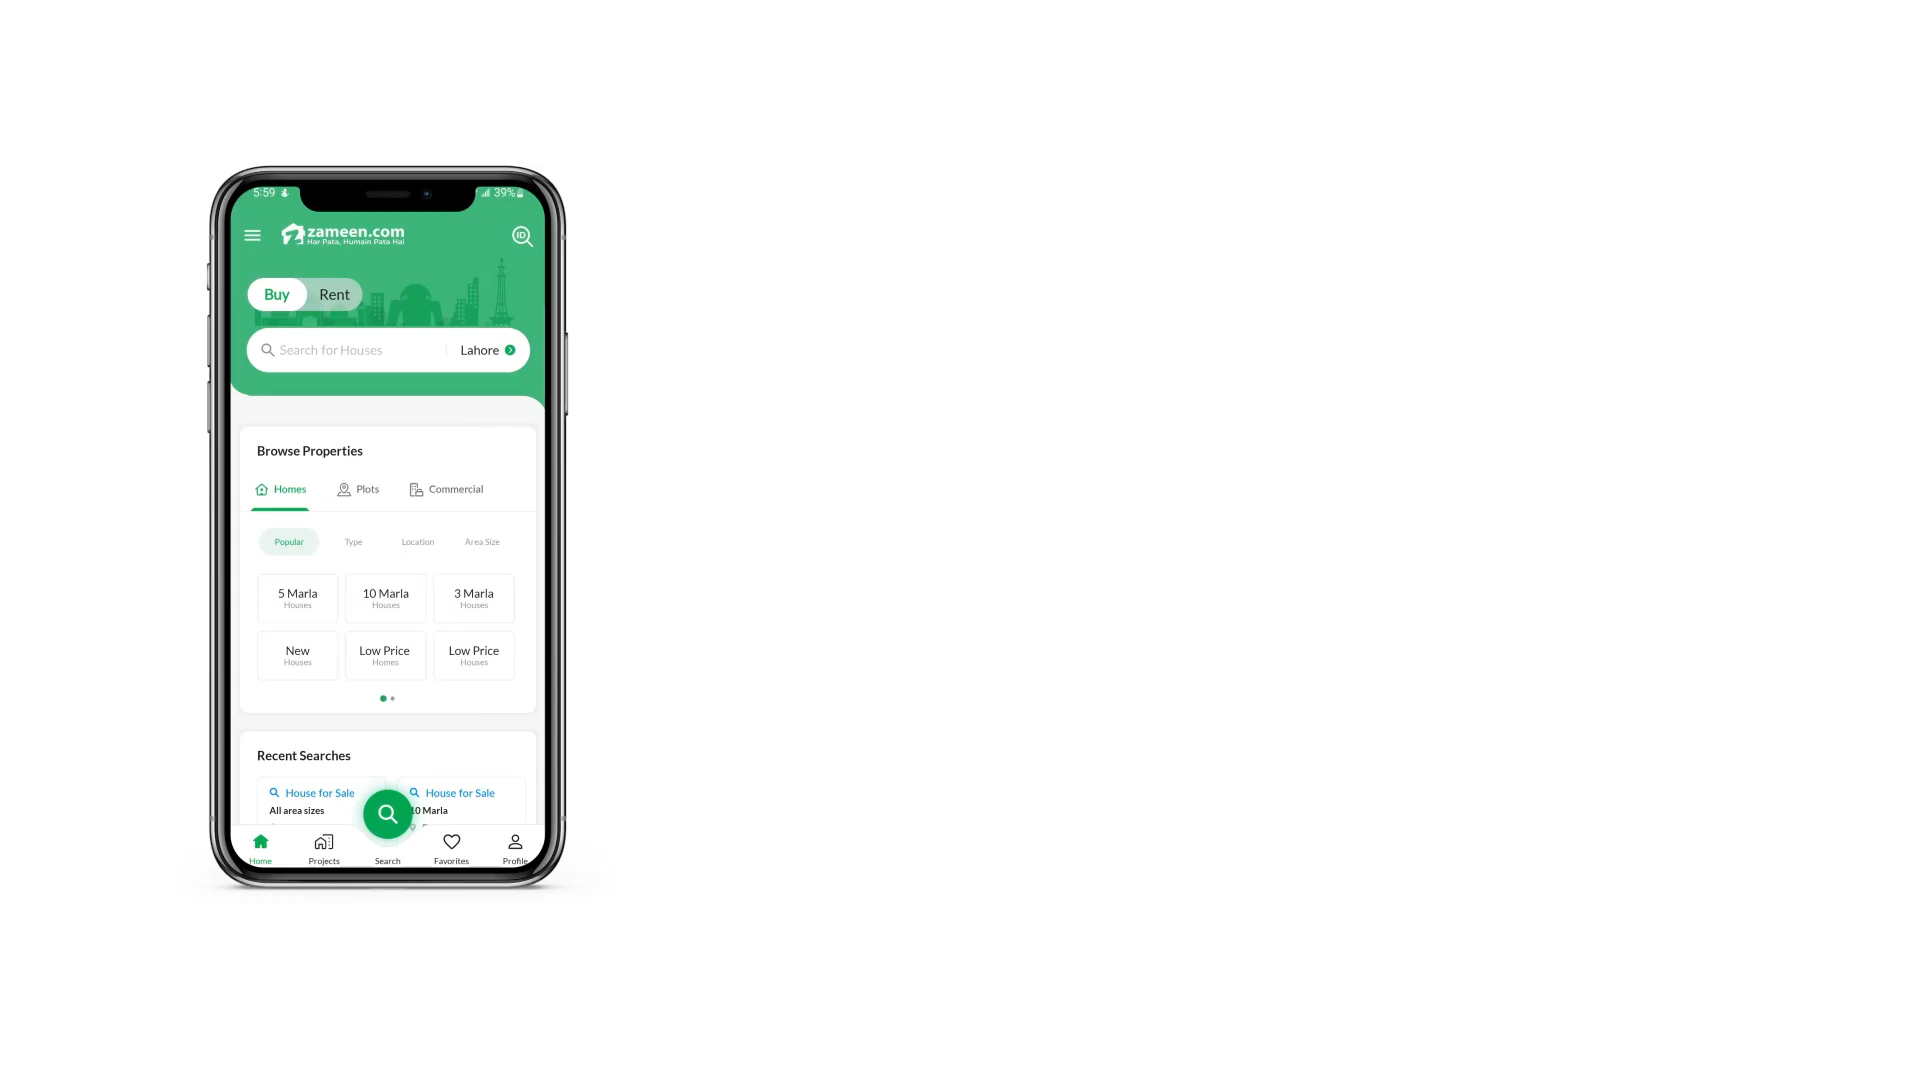 5:59
39%
zameen.com
Har Pata, Humain Pata Hai
ID
Buy Rent
Search for Houses Lahore
Browse Properties
Homes Plots Commercial
Popular Type Location Area Size
5 Marla 10 Marla 3 Marla
Houses Houses Houses
New Low Price Low Price
Houses Homes Houses
Recent Searches
House for Sale House for Sale
All area sizes 10 Marla
Home Projects Search Favorites Profile